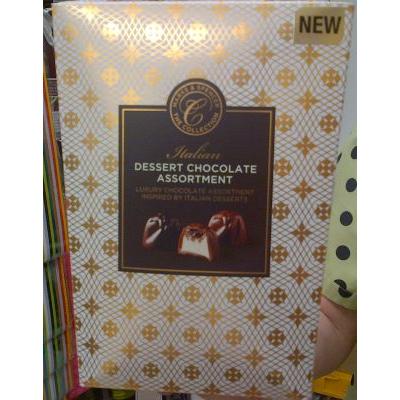 NEW
MARKS & SPENCER
THE COLLECTION
Italian
DESSERT CHOCOLATE
ASSORTMENT
LUXURY CHOCOLATE ASSORTMENT
INSPIRED BY ITALIAN DESSERTS